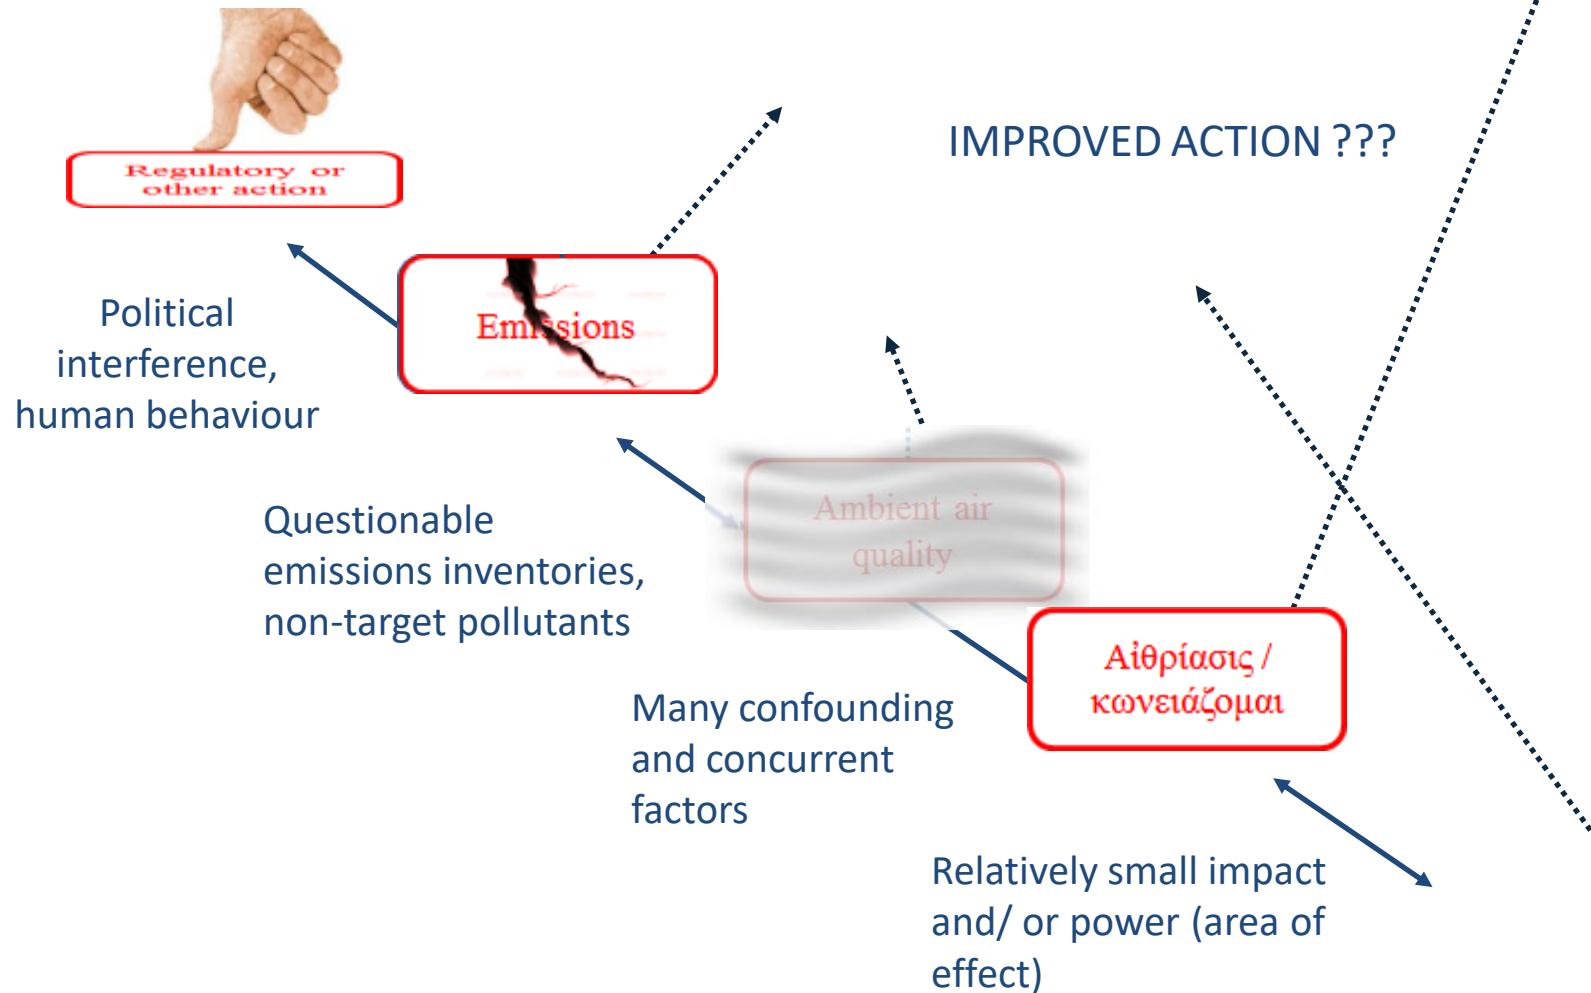 Regulatory or
other action
IMPROVED ACTION ???
Emissions
Political
interference,
human behaviour
Ambient air
quality
Questionable
emissions inventories,
non-target pollutants
Αἰθρίασις /
κωνειάζομαι
Many confounding
and concurrent
factors
Relatively small impact
and/ or power (area of
effect)